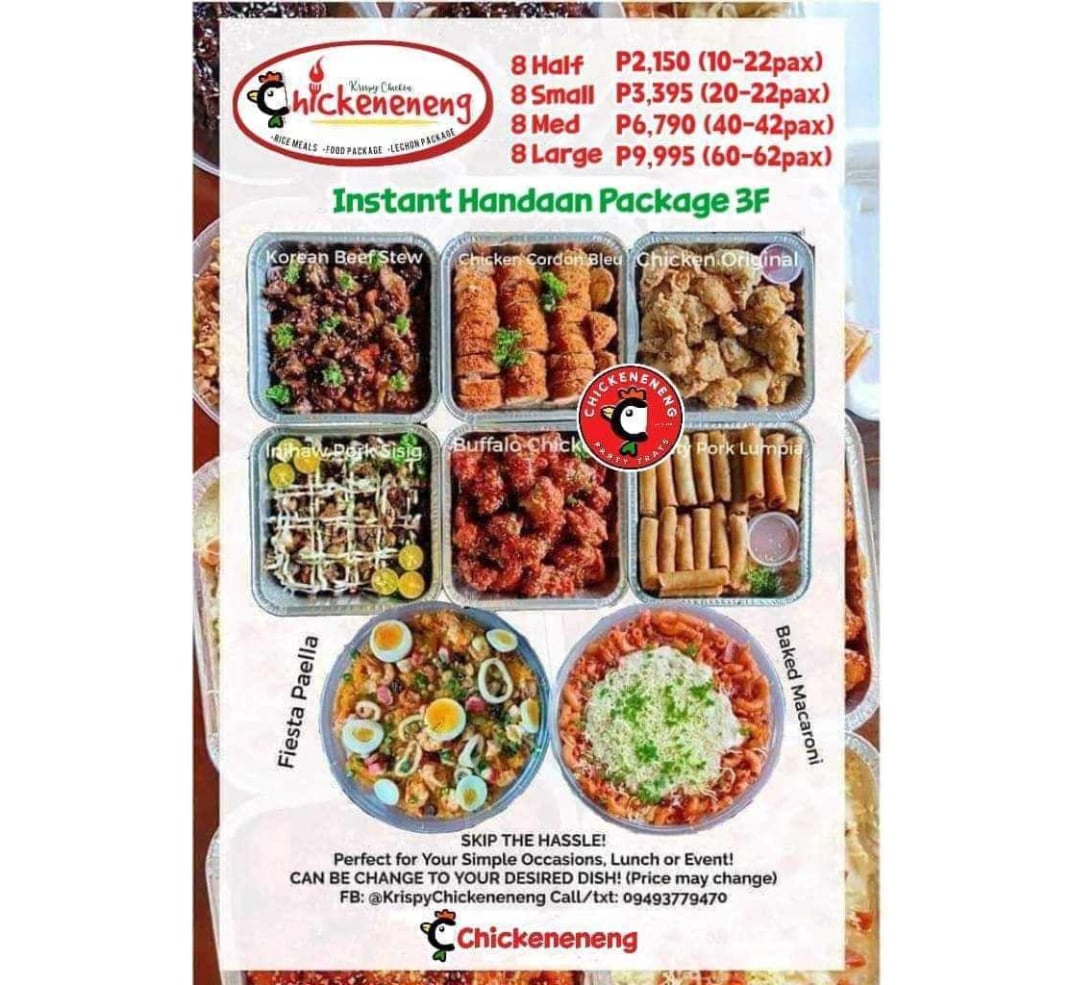 Krispy Chicken
Chickeneneng
•RICE MEALS •FOOD PACKAGE •LECHON PACKAGE
8 Half P2,150 (10-22pax)
8 Small P3,395 (20-22pax)
8 Med P6,790 (40-42pax)
8 Large P9,995 (60-62pax)
Instant Handaan Package 3F
Korean Beef Stew
Chicken Cordon Bleu
Chicken Original
CHICKENENENG
PARTY TRAYS
Inihaw Pork Sisig
Buffalo Chick
ty Pork Lumpia
Fiesta Paella
Baked Macaroni
SKIP THE HASSLE!
Perfect for Your Simple Occasions, Lunch or Event!
CAN BE CHANGE TO YOUR DESIRED DISH! (Price may change)
FB: @KrispyChickeneneng Call/txt: 09493779470
Chickeneneng